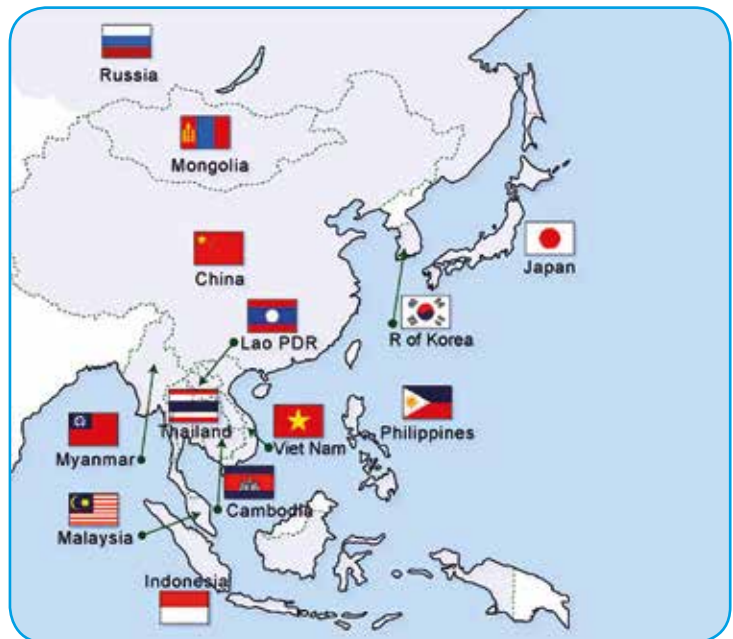 Russia
Mongolia
China
Japan
Lao PDR
R of Korea
Thailand
Viet Nam
Philippines
Myanmar
Cambodia
Malaysia
Indonesia